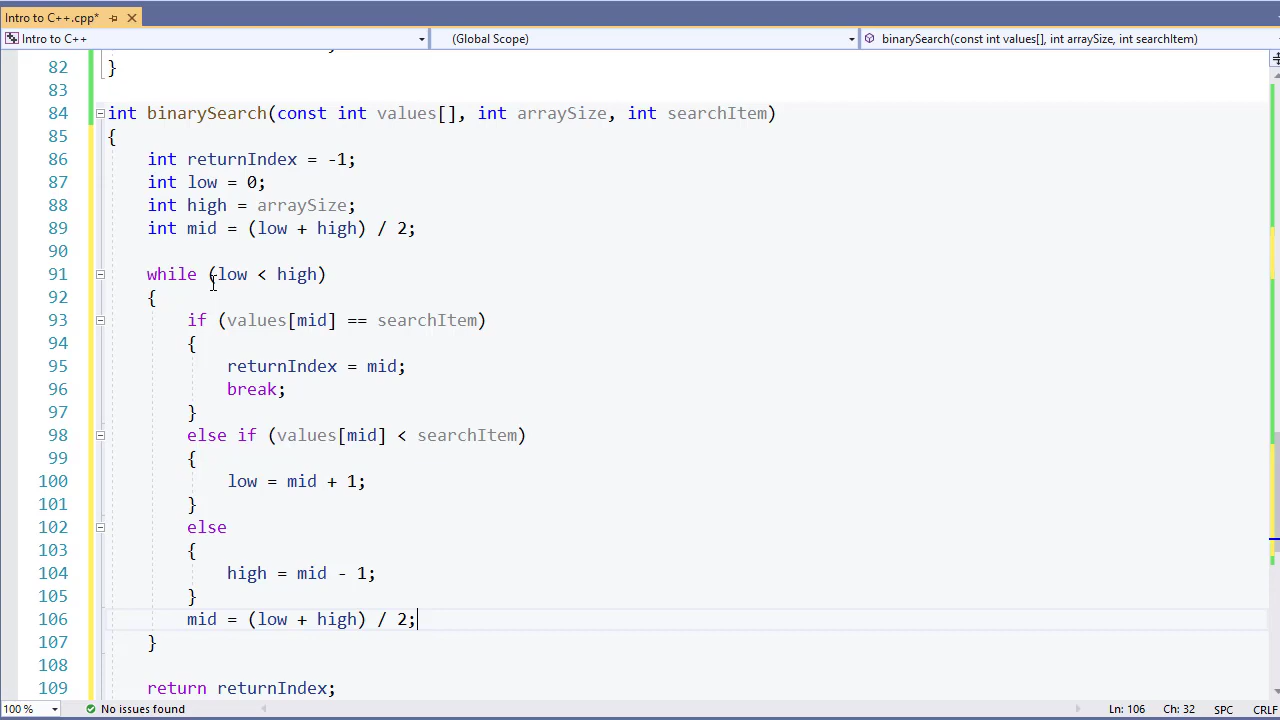 Intro to C++.cpp*
Intro to C++ (Global Scope) binarySearch(const int values[], int arraySize, int searchItem)
82 }
83
84 int binarySearch(const int values[], int arraySize, int searchItem)
85 {
86 int returnIndex = -1;
87 int low = 0;
88 int high = arraySize;
89 int mid = (low + high) / 2;
90
91 while (low < high)
92 {
93 if (values[mid] == searchItem)
94 {
95 returnIndex = mid;
96 break;
97 }
98 else if (values[mid] < searchItem)
99 {
100 low = mid + 1;
101 }
102 else
103 {
104 high = mid - 1;
105 }
106 mid = (low + high) / 2;
107 }
108
109 return returnIndex;
100 % No issues found Ln: 106 Ch: 32 SPC CRLF